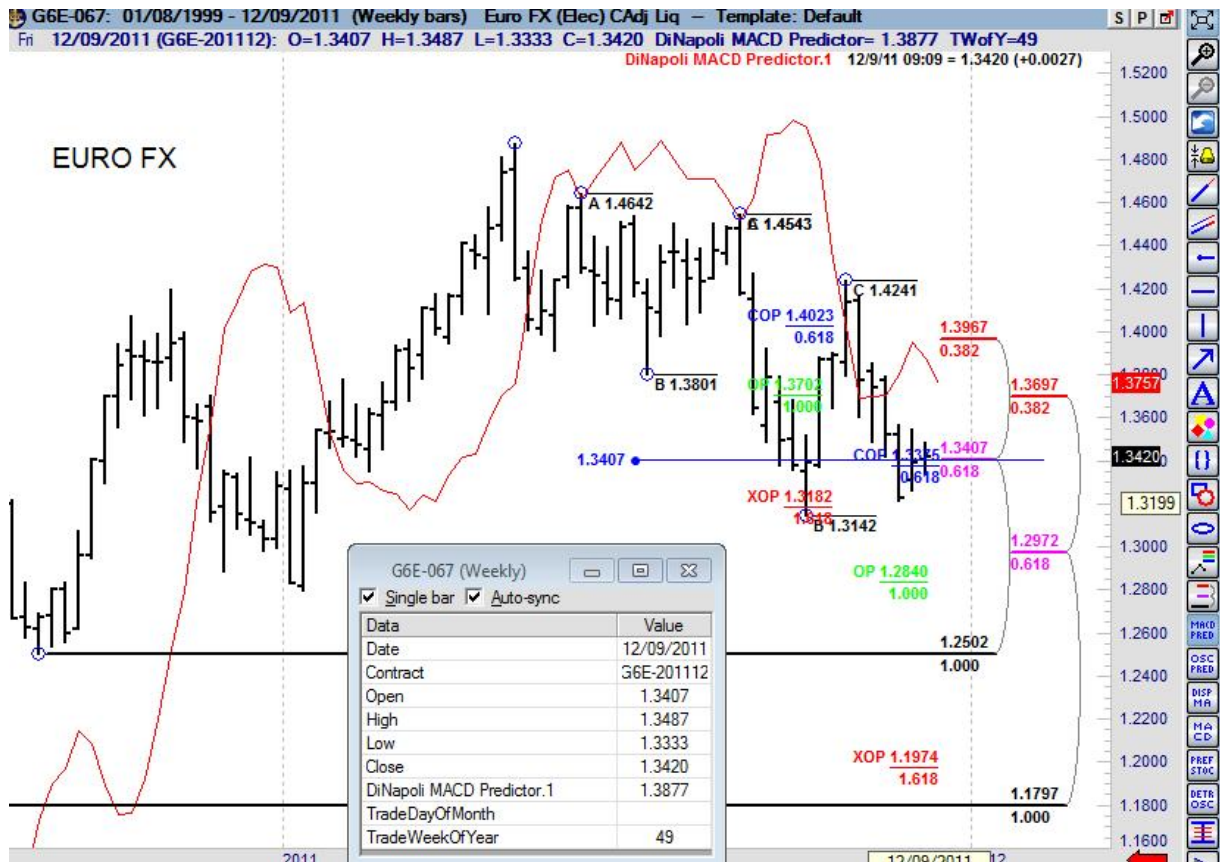 G6E-067: 01/08/1999 - 12/09/2011 (Weekly bars) Euro FX (Elec) CAdj Liq — Template: Default
S P
Fri 12/09/2011 (G6E-201112): O=1.3407 H=1.3487 L=1.3333 C=1.3420 DiNapoli MACD Predictor= 1.3877 TWofY=49
DiNapoli MACD Predictor.1 12/9/11 09:09 = 1.3420 (+0.0027)
EURO FX
A 1.4642
1.4543
C 1.4241
COP 1.4023
0.618
B 1.3801
OP 1.3702
1.000
1.3407
COP 1.3375
0.618
XOP 1.3182
1.618
B 1.3142
OP 1.2840
1.000
XOP 1.1974
1.618
1.3967
0.382
1.3697
0.382
1.3407
0.618
1.2972
0.618
1.2502
1.000
1.1797
1.000
1.5200
1.5000
1.4800
1.4600
1.4400
1.4200
1.4000
1.3757
1.3600
1.3420
1.3199
1.3000
1.2800
1.2600
1.2400
1.2200
1.2000
1.1800
1.1600
G6E-067 (Weekly)
Single bar Auto-sync
Data Value
Date 12/09/2011
Contract G6E-201112
Open 1.3407
High 1.3487
Low 1.3333
Close 1.3420
DiNapoli MACD Predictor.1 1.3877
TradeDayOfMonth
TradeWeekOfYear 49
2011
12/09/2011
12
A
{}
MACD PRED
OSC PRED
DISP MA
MA CD
PREF STOC
DETR OSC